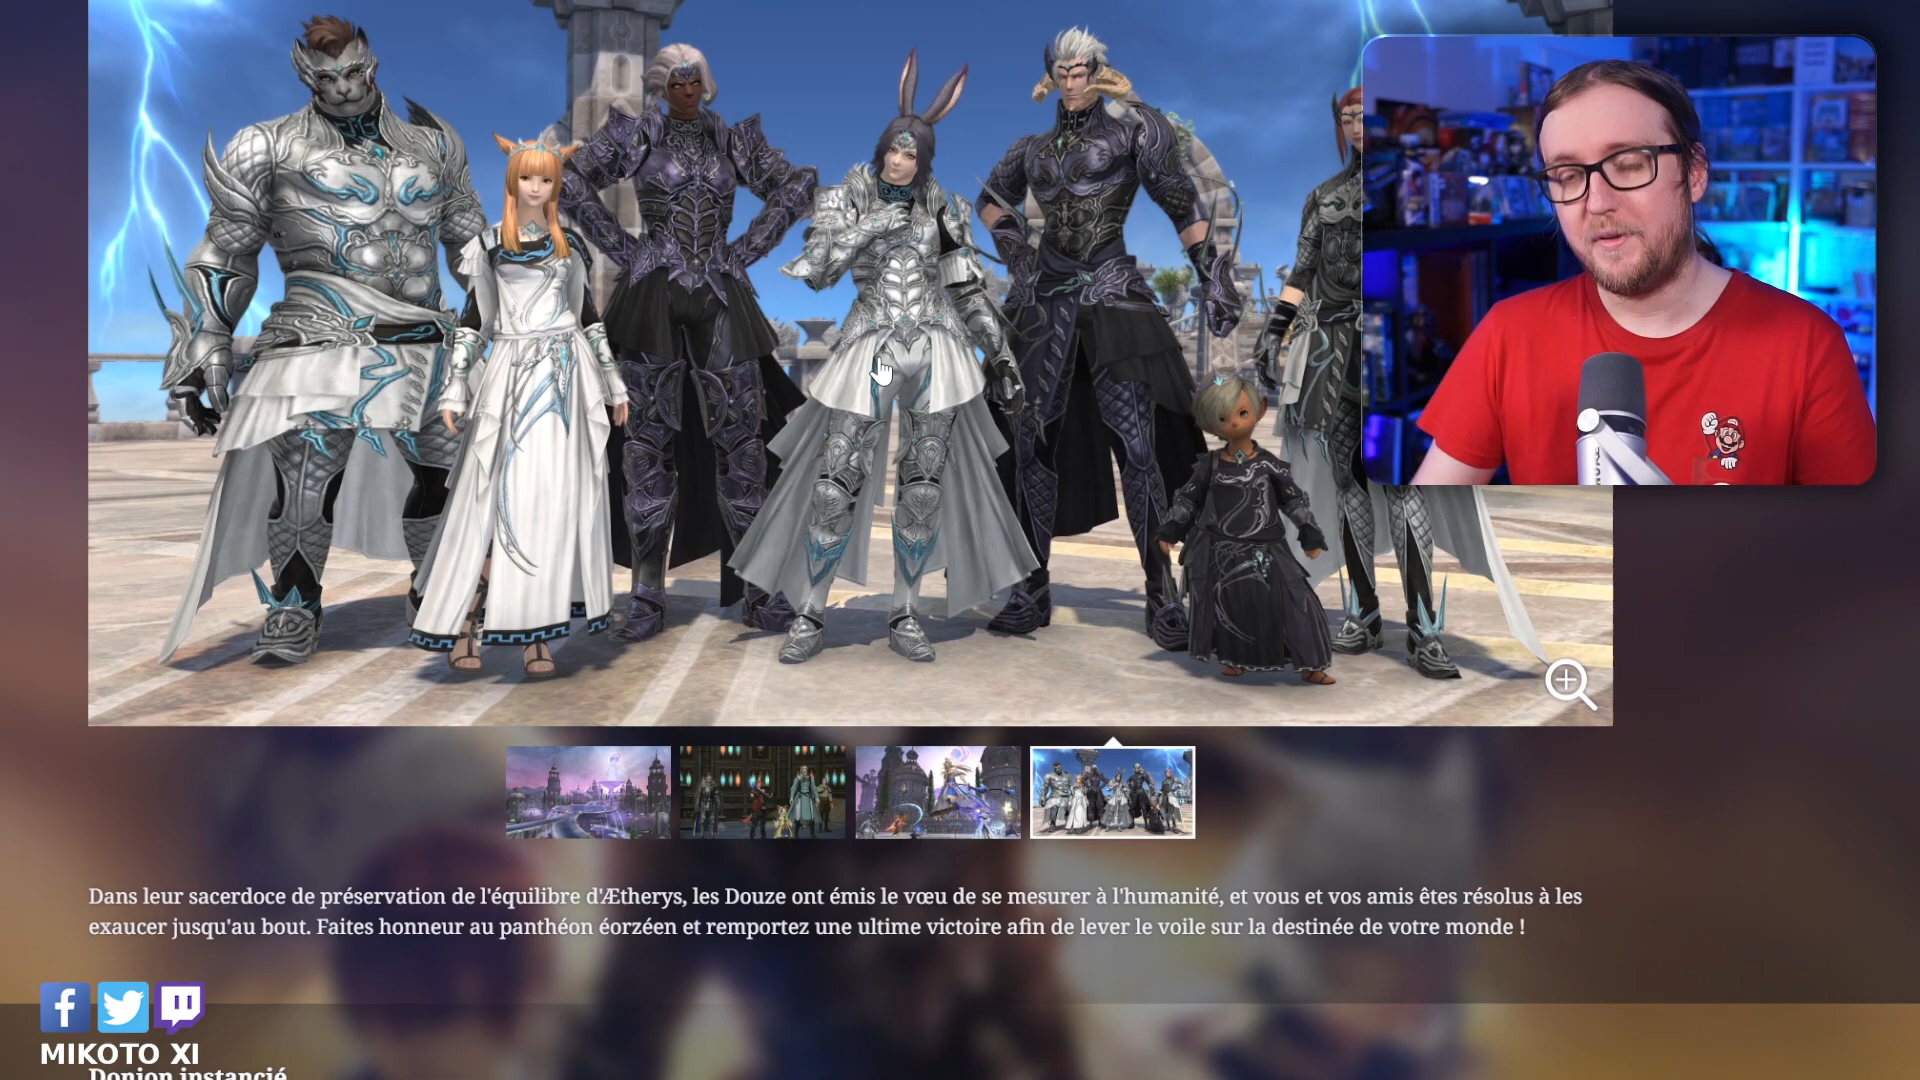 Dans leur sacerdoce de préservation de l'équilibre d'Ætherys, les Douze ont émis le vœu de se mesurer à l'humanité, et vous et vos amis êtes résolus à les
exaucer jusqu'au bout. Faites honneur au panthéon éorzéen et remportez une ultime victoire afin de lever le voile sur la destinée de votre monde !
MIKOTO XI
Donjon instancié